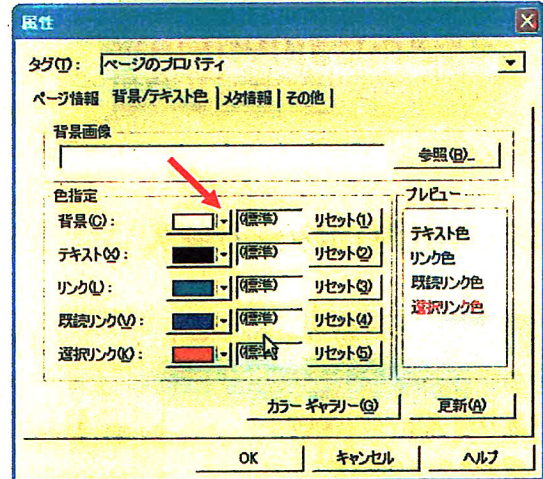 属性
タグ(T): ページのプロパティ
ページ情報 背景/テキスト色 メタ情報 その他
背景画像
参照(B)...
色指定 プレビュー
背景(C): (標準) リセット(1)
テキスト(X): (標準) リセット(2)
リンク(L): (標準) リセット(3)
既読リンク(V): (標準) リセット(4)
選択リンク(K): (標準) リセット(5)
テキスト色
リンク色
既読リンク色
選択リンク色
カラー ギャラリー(G) 更新(A)
OK キャンセル ヘルプ